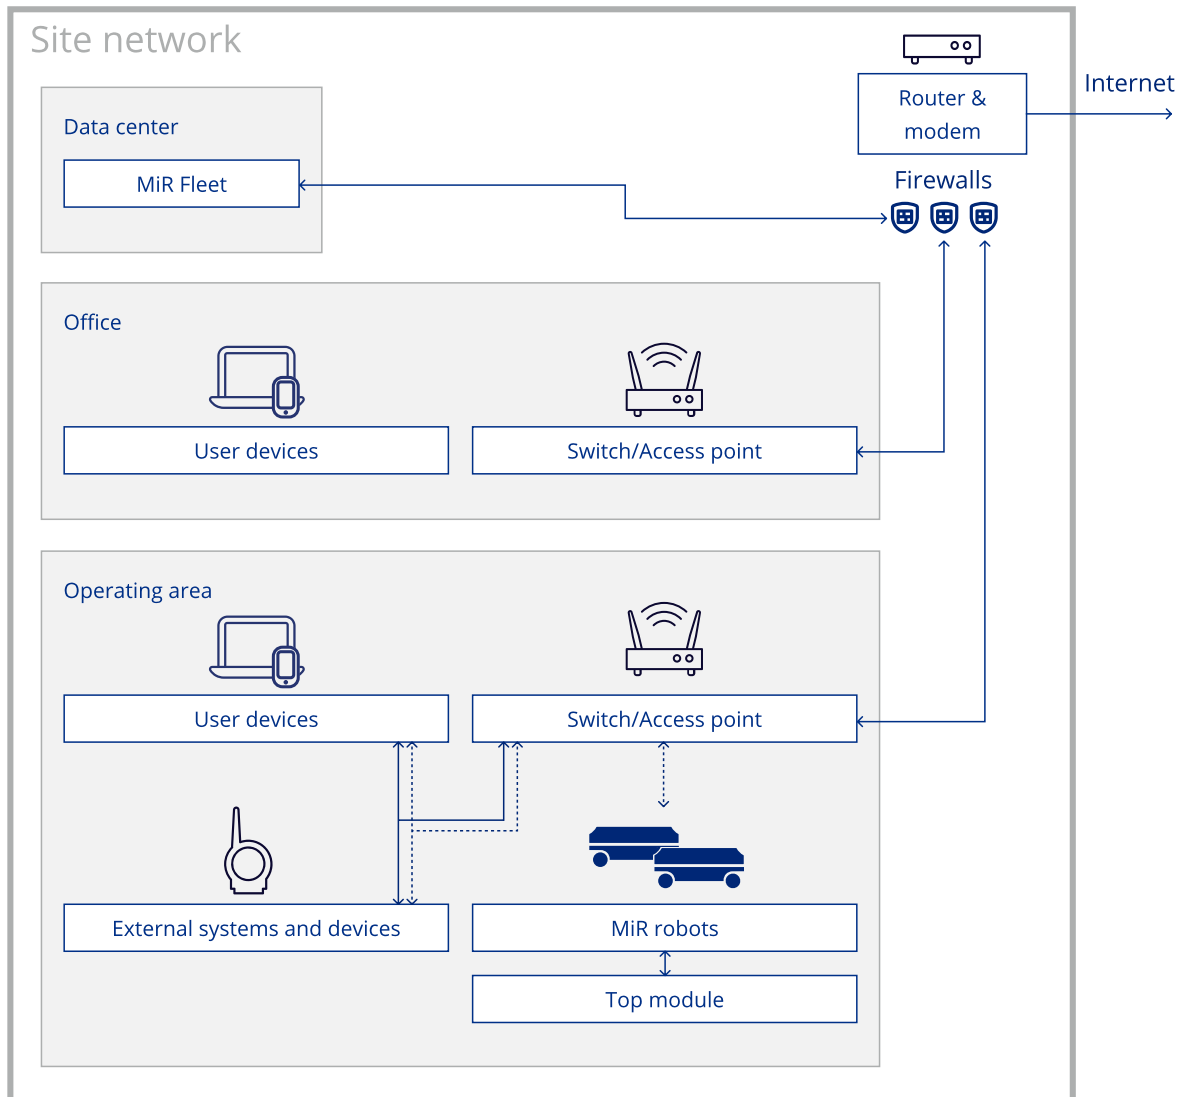 Site network
Internet
Router &
modem
Data center
MiR Fleet
Firewalls
Office
User devices
Switch/Access point
Operating area
User devices
Switch/Access point
External systems and devices
MiR robots
Top module